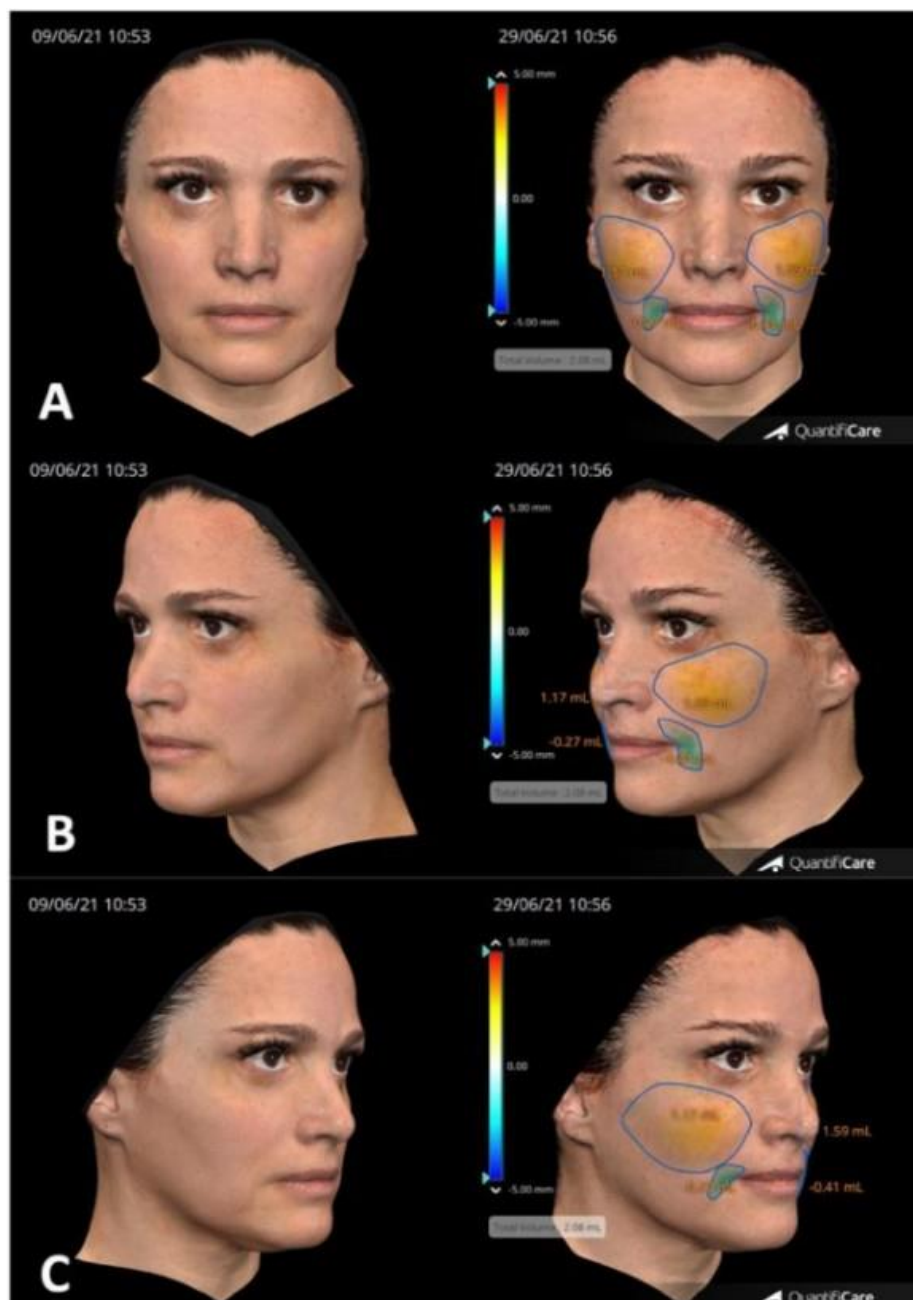 09/06/21 10:53
29/06/21 10:56
5.00 mm
0.00
-5.00 mm
Total Volume : 2.08 mL
A
QuantifiCare
09/06/21 10:53
29/06/21 10:56
5.00 mm
0.00
1.17 mL
-0.27 mL
-5.00 mm
Total Volume : 2.08 mL
B
QuantifiCare
09/06/21 10:53
29/06/21 10:56
5.00 mm
0.00
1.17 mL
1.59 mL
-0.41 mL
-5.00 mm
Total Volume : 2.08 mL
C
QuantifiCare